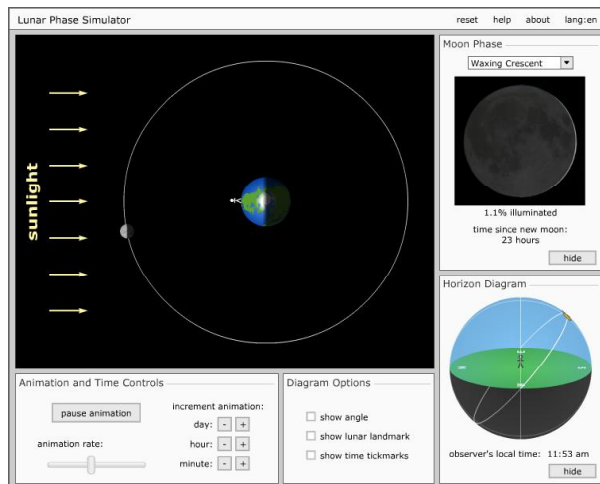 Lunar Phase Simulator
reset help about lang:en
sunlight
Moon Phase
Waxing Crescent
1.1% illuminated
time since new moon:
23 hours
hide
Horizon Diagram
observer's local time: 11:53 am
hide
Animation and Time Controls
pause animation
animation rate:
increment animation:
day: - +
hour: - +
minute: - +
Diagram Options
show angle
show lunar landmark
show time tickmarks